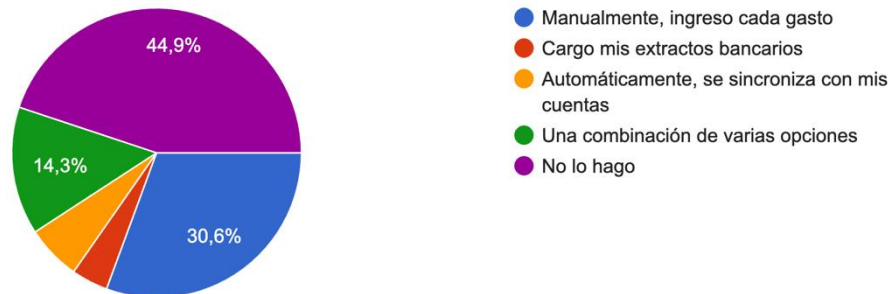 44,9%
14,3%
30,6%
Manualmente, ingreso cada gasto
Cargo mis extractos bancarios
Automáticamente, se sincroniza con mis
cuentas
Una combinación de varias opciones
No lo hago